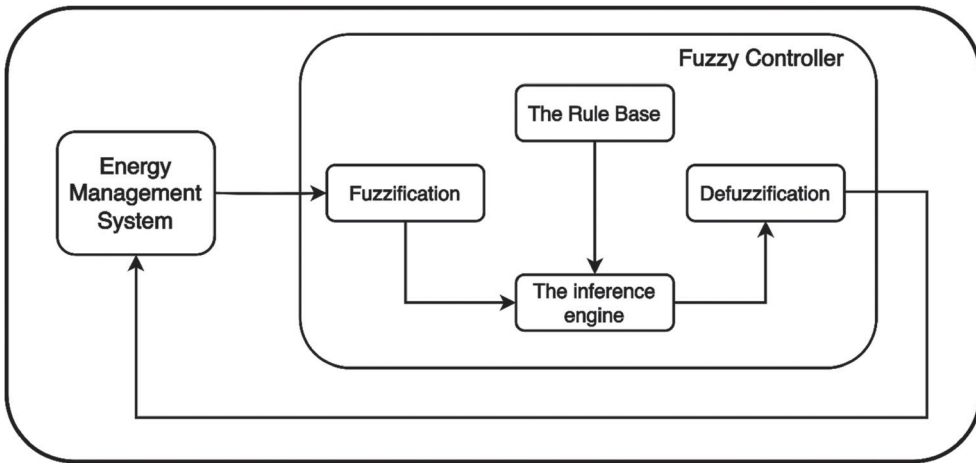 Fuzzy Controller
The Rule Base
Energy
Management
System
Fuzzification
Defuzzification
The inference
engine